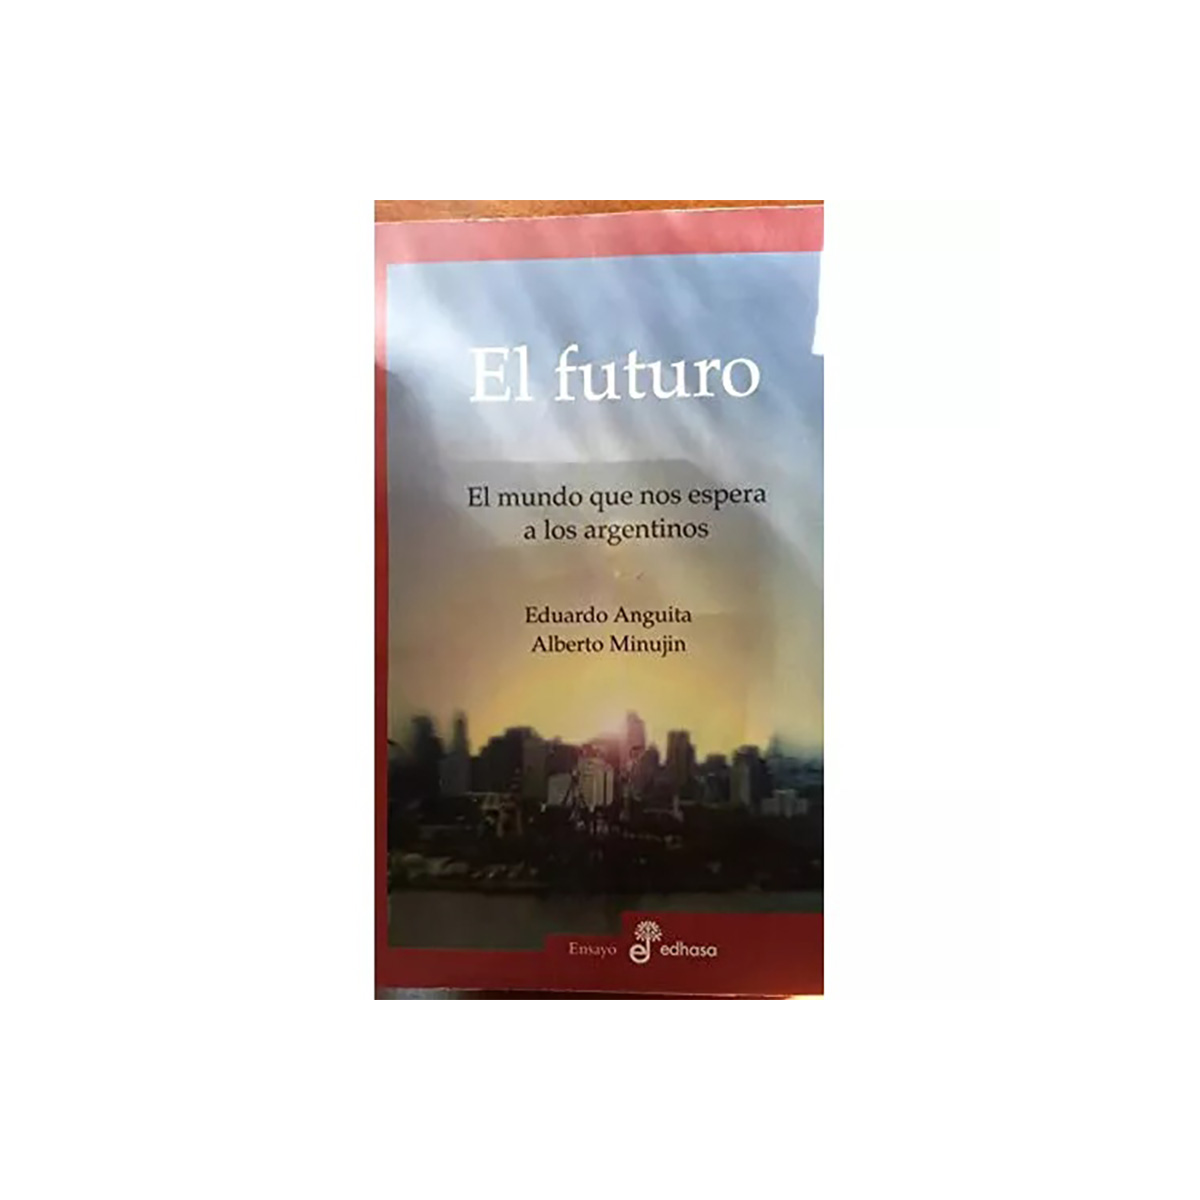 El futuro
El mundo que nos espera
a los argentinos
Eduardo Anguita
Alberto Minujin
Ensayo edhasa